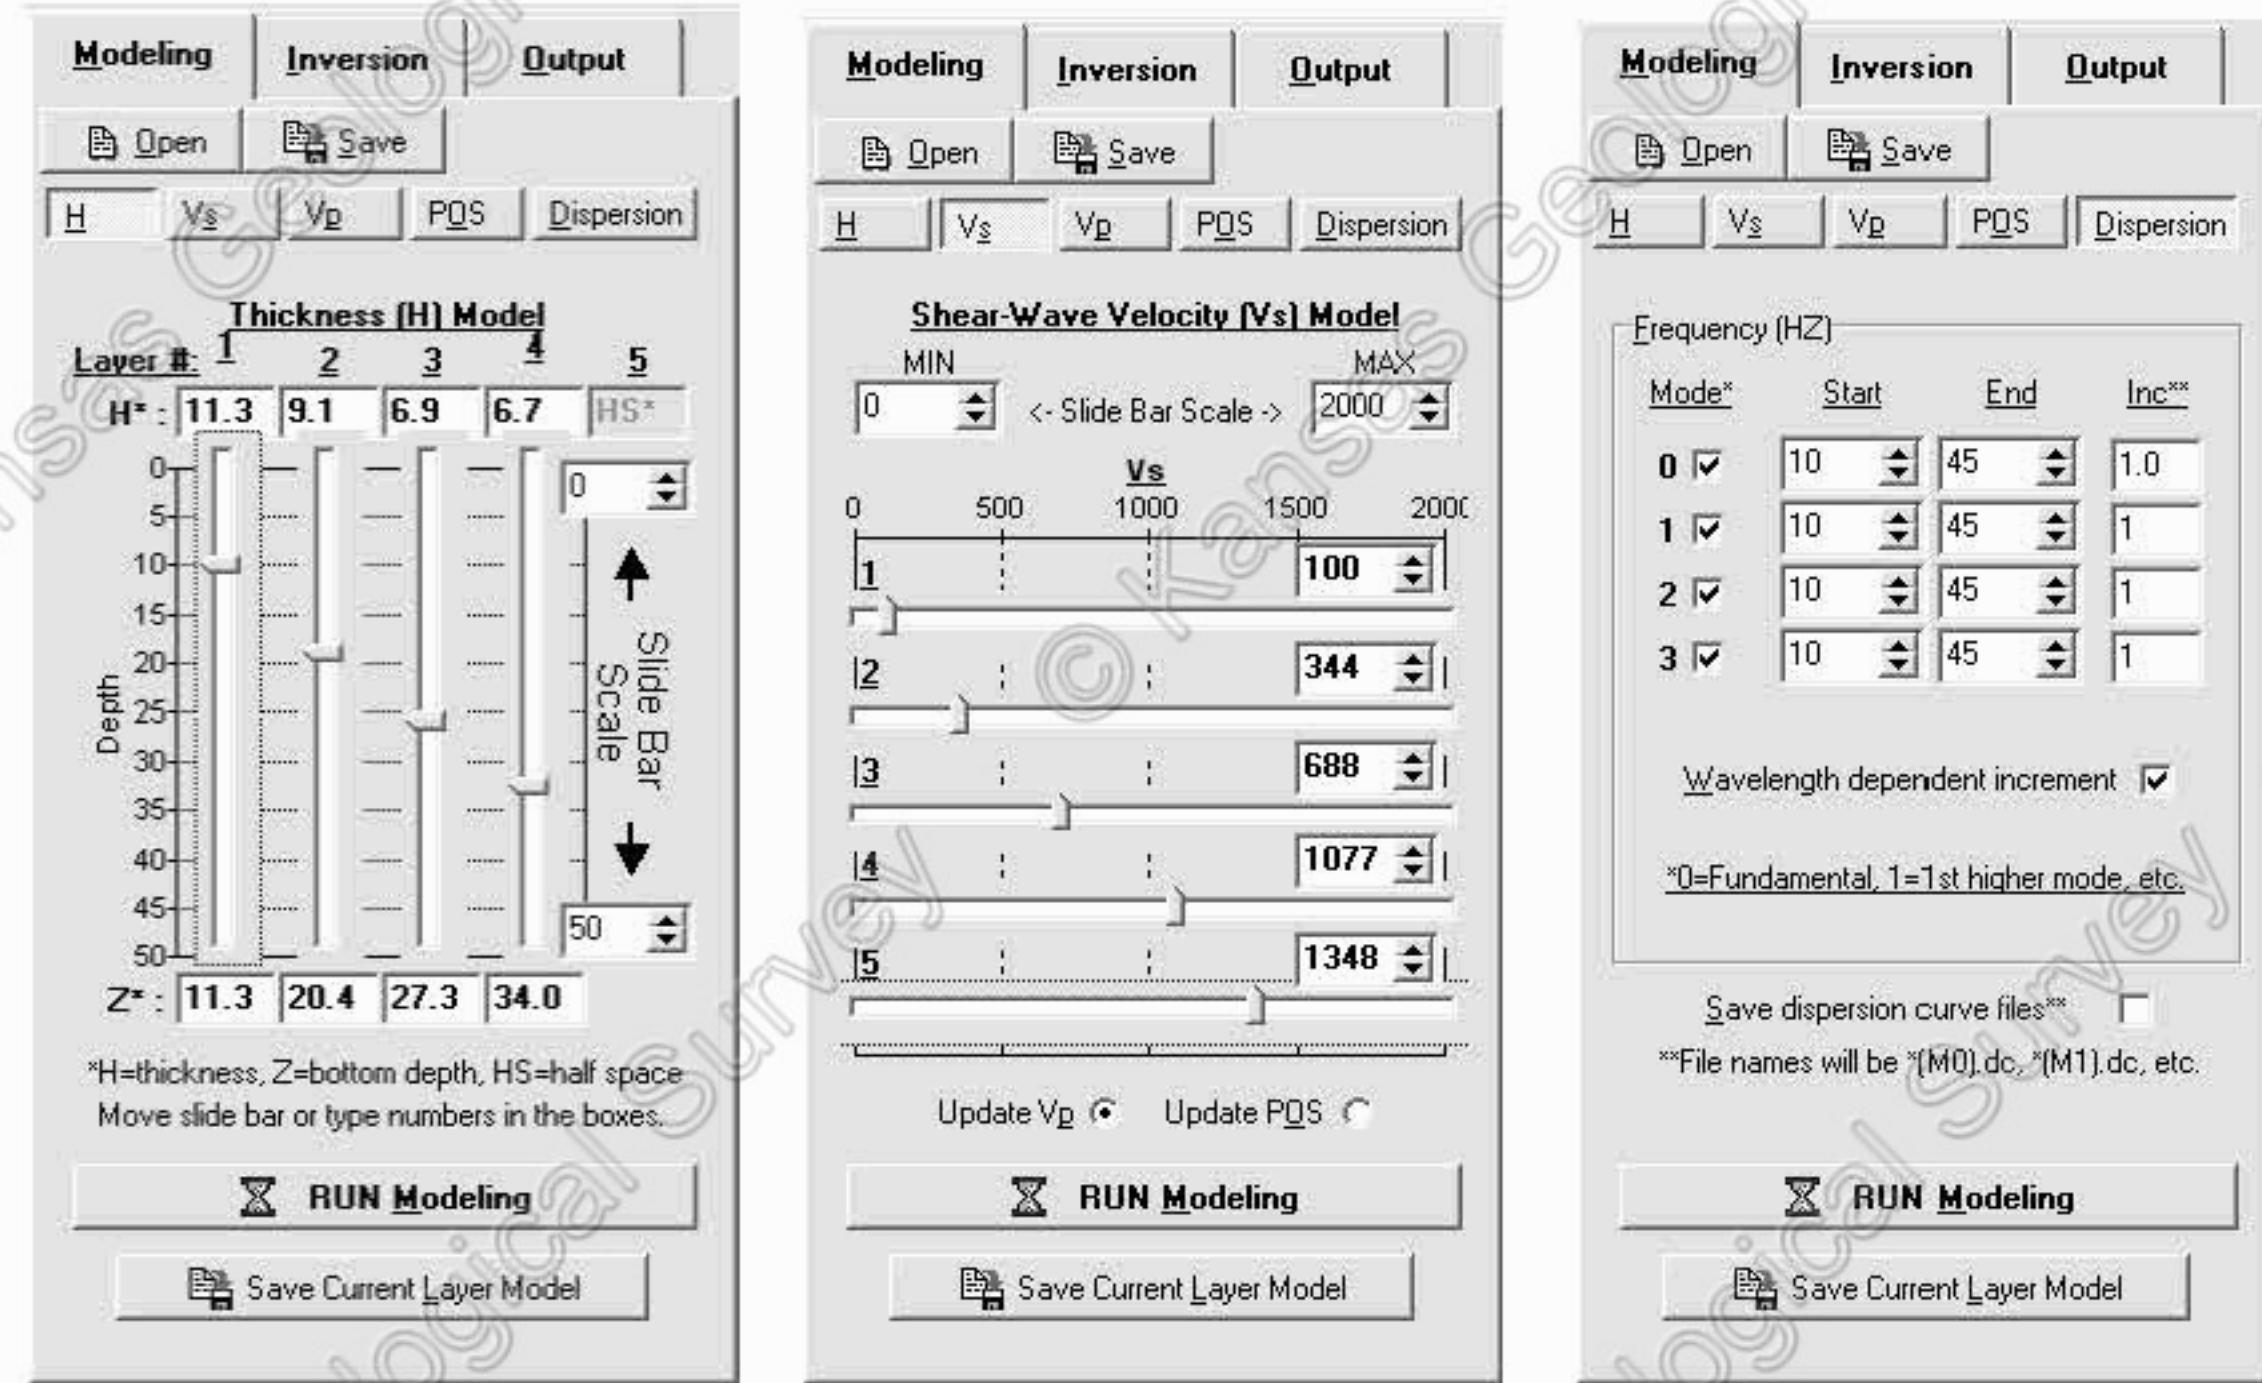 Modeling Inversion Output
Open Save
H Vs Vp POS Dispersion
Thickness (H) Model
Layer #: 1 2 3 4 5
H* : 11.3 9.1 6.9 6.7 HS*
0
0
5
10
15
20
25
30
35
40
45
50
Depth
Slide Bar
Scale
50
Z* : 11.3 20.4 27.3 34.0
*H=thickness, Z=bottom depth, HS=half space
Move slide bar or type numbers in the boxes.
RUN Modeling
Save Current Layer Model
Modeling Inversion Output
Open Save
H Vs Vp POS Dispersion
Shear-Wave Velocity (Vs) Model
MIN MAX
0 <- Slide Bar Scale -> 2000
Vs
0 500 1000 1500 2000
1 100
2 344
3 688
4 1077
5 1348
Update Vp Update POS
RUN Modeling
Save Current Layer Model
Modeling Inversion Output
Open Save
H Vs Vp POS Dispersion
Frequency (HZ)
Mode* Start End Inc**
0 10 45 1.0
1 10 45 1
2 10 45 1
3 10 45 1
Wavelength dependent increment
*0=Fundamental, 1=1st higher mode, etc.
Save dispersion curve files**
**File names will be *(M0).dc, *(M1).dc, etc.
RUN Modeling
Save Current Layer Model
© Kansas Geological Survey